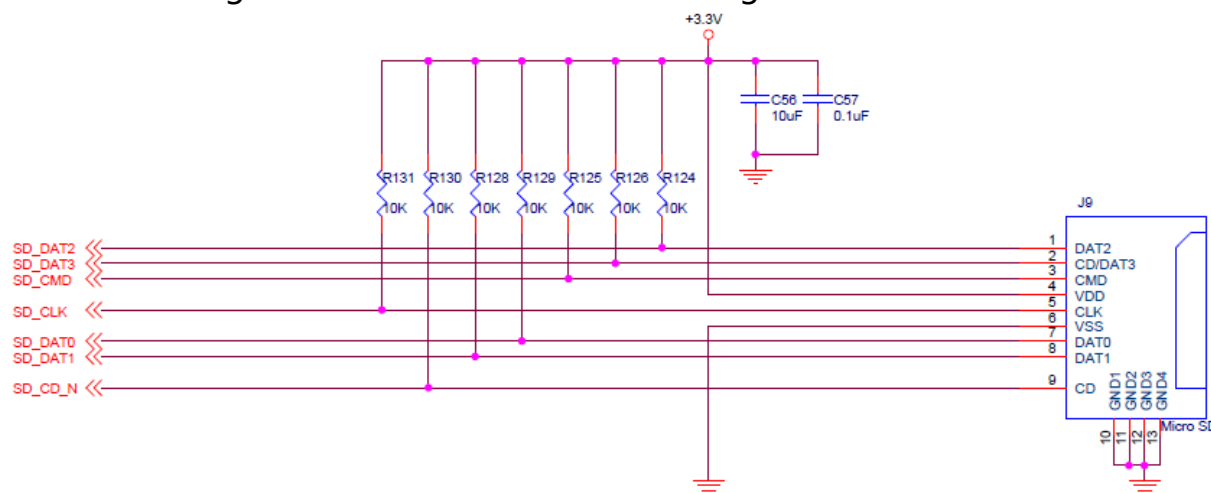 +3.3V
C56
10uF
C57
0.1uF
R131
10K
R130
10K
R128
10K
R129
10K
R125
10K
R126
10K
R124
10K
J9
SD_DAT2
1
DAT2
SD_DAT3
2
CD/DAT3
SD_CMD
3
CMD
4
VDD
SD_CLK
5
CLK
6
VSS
SD_DAT0
7
DAT0
SD_DAT1
8
DAT1
SD_CD_N
9
CD
GND1
GND2
GND3
GND4
10
11
12
13
Micro SD